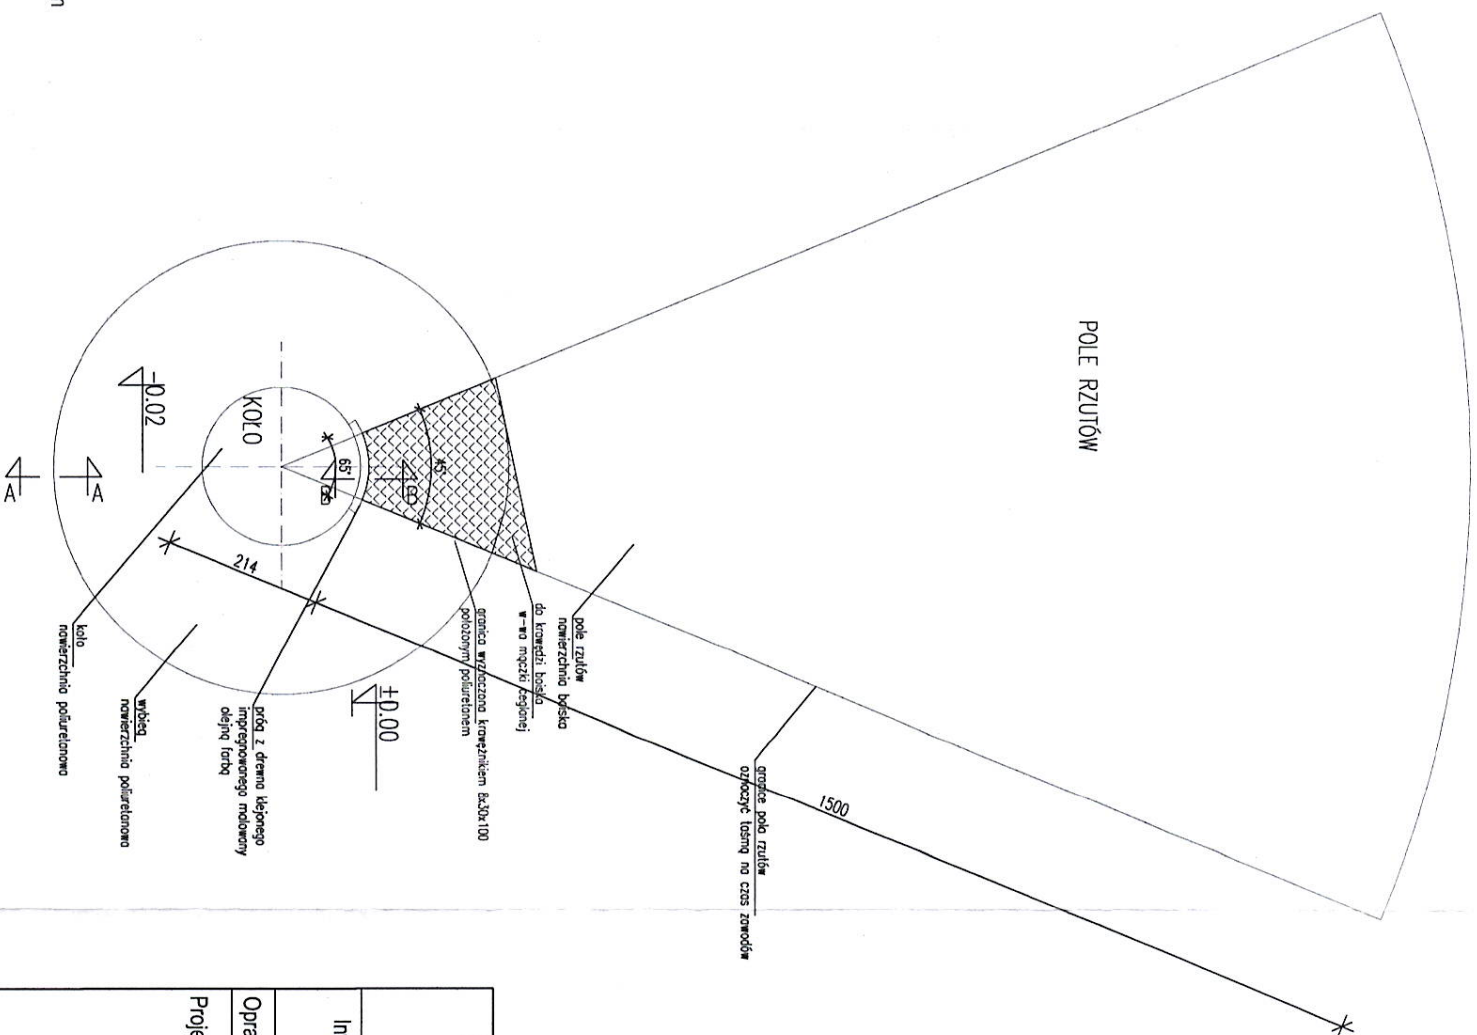 POLE RZUTÓW
pole rzutów
nawierzchnia boiska
do krawędzi boiska
w-wa mączki ceglanej
granica wyznaczona krawężnikiem 8x30x100
położonym poliuretanem
granice pola rzutów
oznaczyć taśmą na czas zawodów
1500
45°
65°
B
B
KOŁO
-0.02
±0.00
214
A
A
próg z drewna klejonego
impregnowanego malowany
olejną farbą
wybieg
nawierzchnia poliuretanowa
koło
nawierzchnia poliuretanowa
In
Opra
Proje